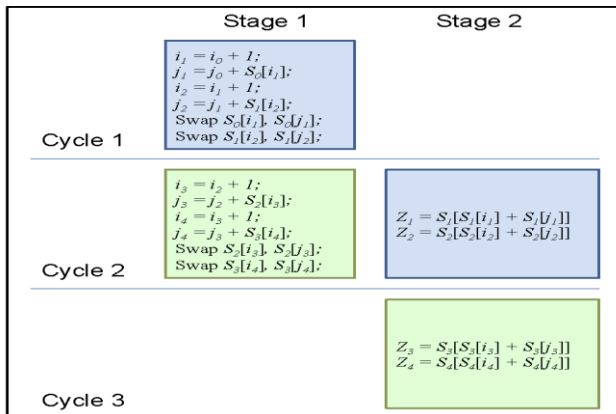 Stage 1 Stage 2
i₁ = i₀ + 1;
j₁ = j₀ + S₀[i₁];
i₂ = i₁ + 1;
j₂ = j₁ + S₁[i₂];
Swap S₀[i₁], S₀[j₁];
Swap S₁[i₂], S₁[j₂];
Cycle 1
i₃ = i₂ + 1;
j₃ = j₂ + S₂[i₃];
i₄ = i₃ + 1;
j₄ = j₃ + S₃[i₄];
Swap S₂[i₃], S₂[j₃];
Swap S₃[i₄], S₃[j₄];
Z₁ = S₁[S₁[i₁] + S₁[j₁]]
Z₂ = S₂[S₂[i₂] + S₂[j₂]]
Cycle 2
Z₃ = S₃[S₃[i₃] + S₃[j₃]]
Z₄ = S₄[S₄[i₄] + S₄[j₄]]
Cycle 3